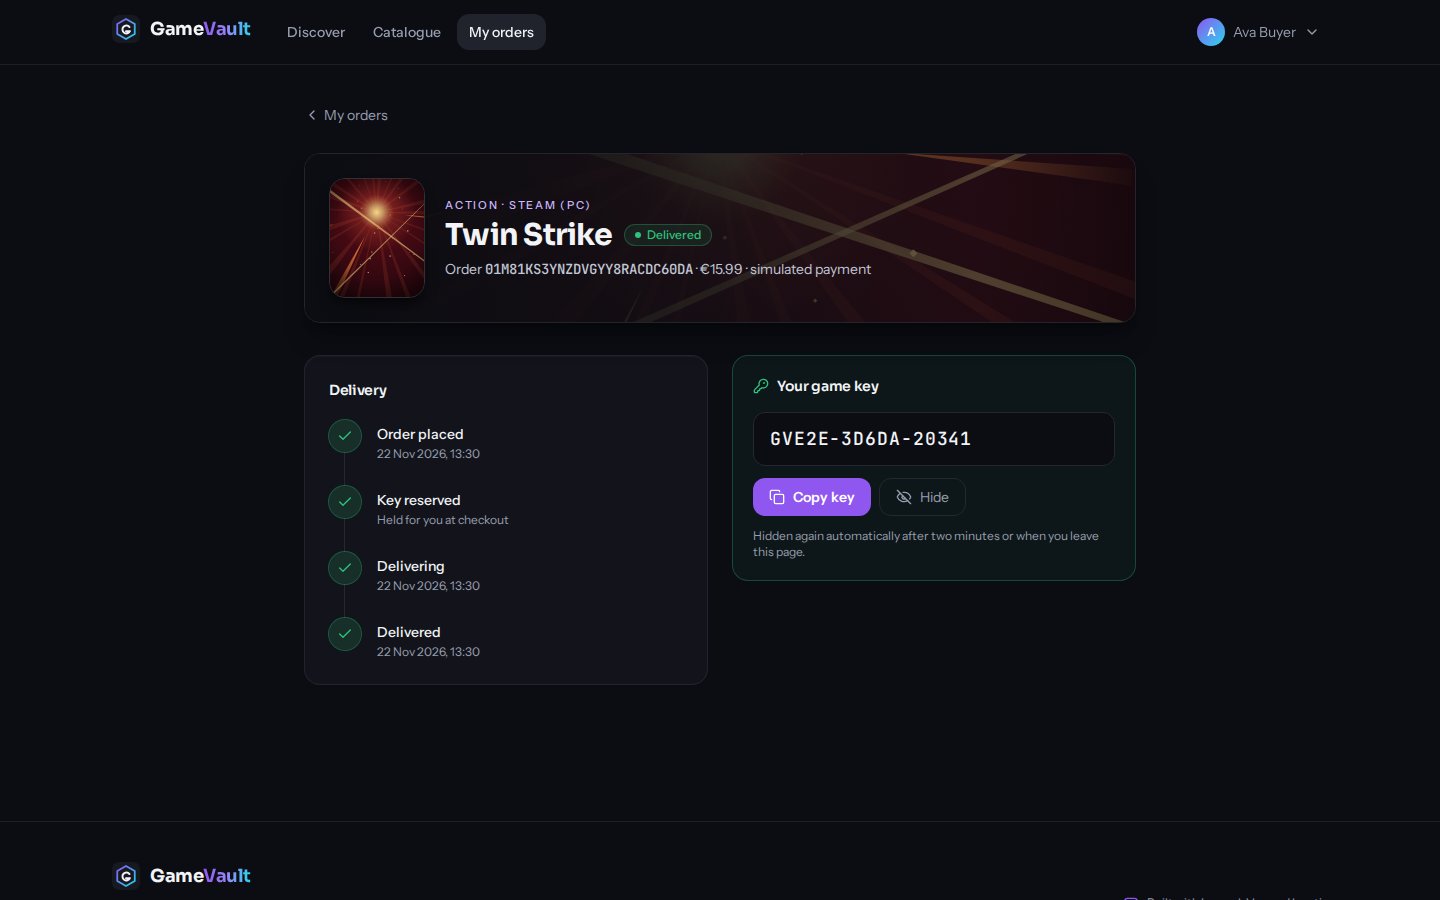 GameVault
Discover
Catalogue
My orders
A
Ava Buyer
My orders
ACTION · STEAM (PC)
Twin Strike
Delivered
Order 01M81KS3YNZDVGYY8RACDC60DA · €15.99 · simulated payment
Delivery
Order placed
22 Nov 2026, 13:30
Key reserved
Held for you at checkout
Delivering
22 Nov 2026, 13:30
Delivered
22 Nov 2026, 13:30
Your game key
GVE2E-3D6DA-20341
Copy key
Hide
Hidden again automatically after two minutes or when you leave
this page.
GameVault